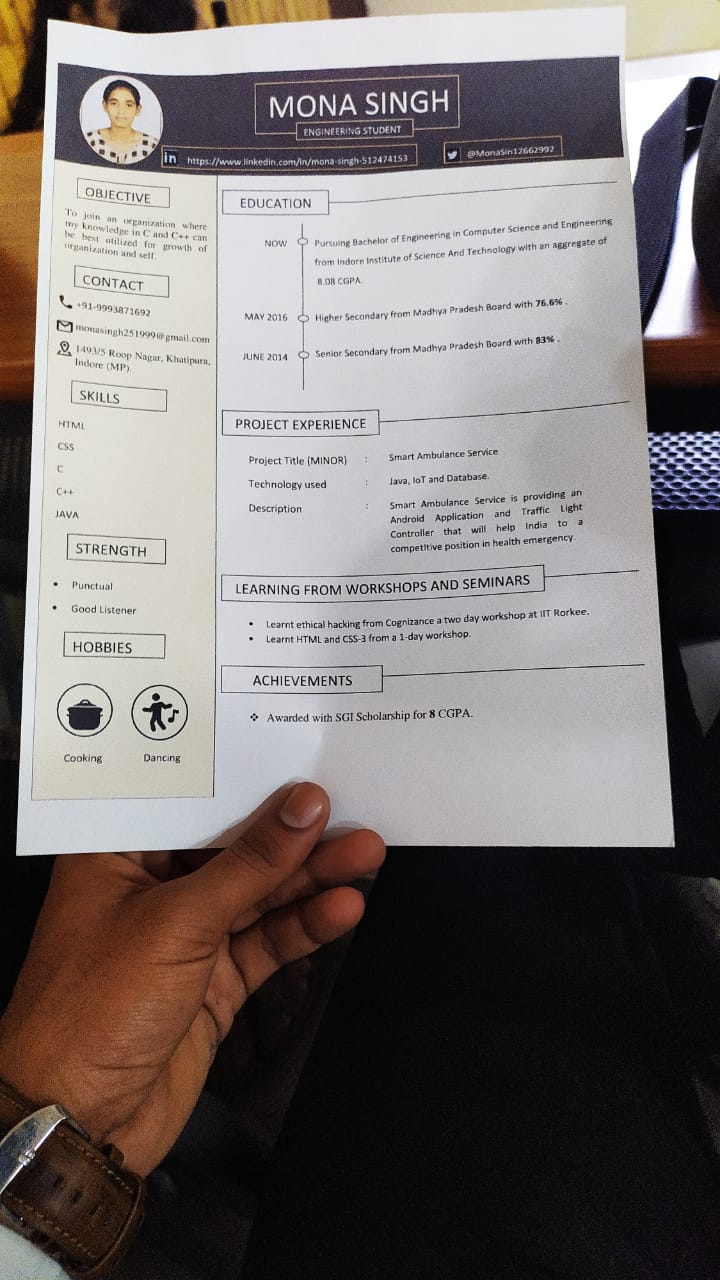 MONA SINGH
ENGINEERING STUDENT
in https://www.linkedin.com/in/mona-singh-512474153
@MonaSin12662992
OBJECTIVE
To join an organization where
my knowledge in C and C++ can
be best utilized for growth of
organization and self.
CONTACT
+91-9993871692
monasingh251999@gmail.com
1493/5 Roop Nagar, Khatipura,
Indore (MP).
SKILLS
HTML
CSS
C
C++
JAVA
STRENGTH
• Punctual
• Good Listener
HOBBIES
Cooking
Dancing
EDUCATION
NOW
Pursuing Bachelor of Engineering in Computer Science and Engineering
from Indore Institute of Science And Technology with an aggregate of
8.08 CGPA.
MAY 2016 Higher Secondary from Madhya Pradesh Board with 76.6% .
JUNE 2014 Senior Secondary from Madhya Pradesh Board with 83% .
PROJECT EXPERIENCE
Project Title (MINOR) : Smart Ambulance Service
Technology used : Java, IoT and Database.
Description : Smart Ambulance Service is providing an
Android Application and Traffic Light
Controller that will help India to a
competitive position in health emergency.
LEARNING FROM WORKSHOPS AND SEMINARS
• Learnt ethical hacking from Cognizance a two day workshop at IIT Rorkee.
• Learnt HTML and CSS-3 from a 1-day workshop.
ACHIEVEMENTS
❖ Awarded with SGI Scholarship for 8 CGPA.